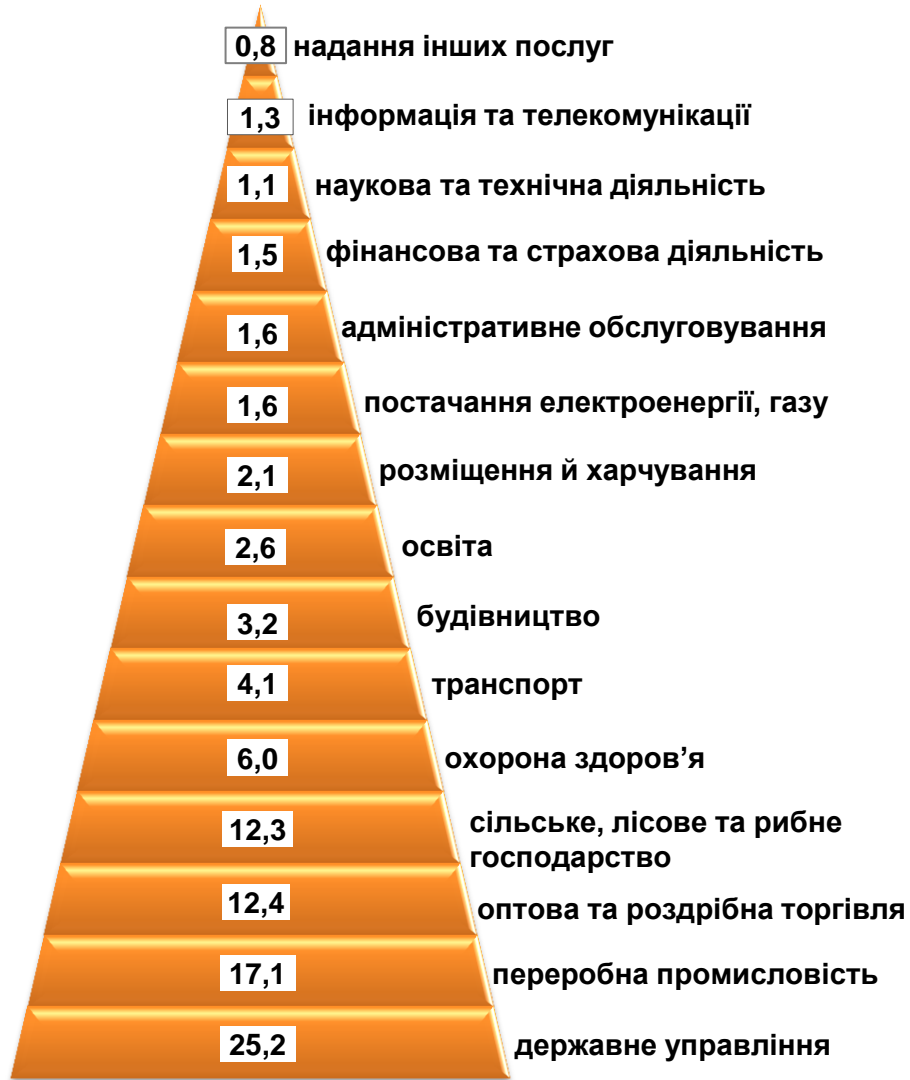 0,8 надання інших послуг
1,3 інформація та телекомунікації
1,1 наукова та технічна діяльність
1,5 фінансова та страхова діяльність
1,6 адміністративне обслуговування
1,6 постачання електроенергії, газу
2,1 розміщення й харчування
2,6 освіта
3,2 будівництво
4,1 транспорт
6,0 охорона здоров’я
12,3 сільське, лісове та рибне
господарство
12,4 оптова та роздрібна торгівля
17,1 переробна промисловість
25,2 державне управління